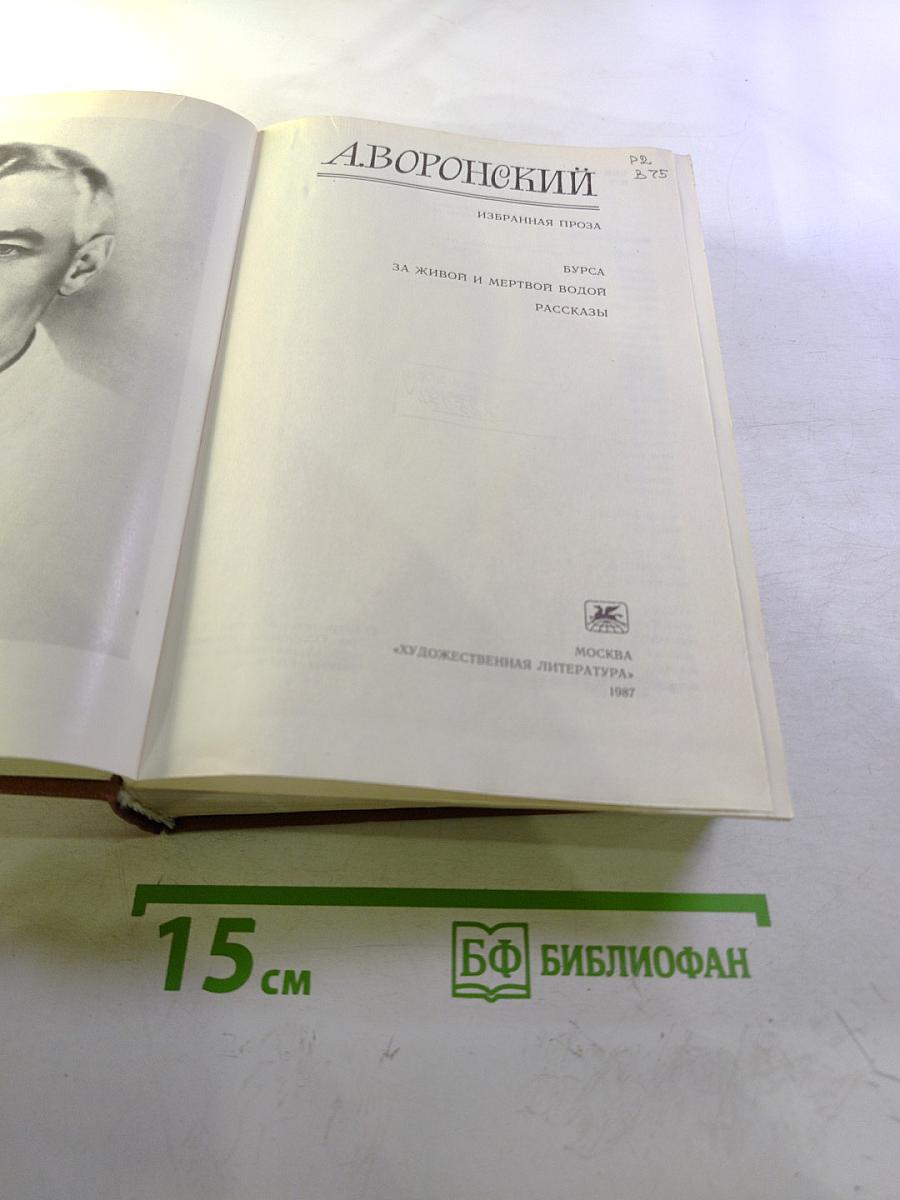 А.ВОРОНСКИЙ
Р2
В75
ИЗБРАННАЯ ПРОЗА
БУРСА
ЗА ЖИВОЙ И МЕРТВОЙ ВОДОЙ
РАССКАЗЫ
МОСКВА
«ХУДОЖЕСТВЕННАЯ ЛИТЕРАТУРА»
1987
15 см
БФ БИБЛИОФАН